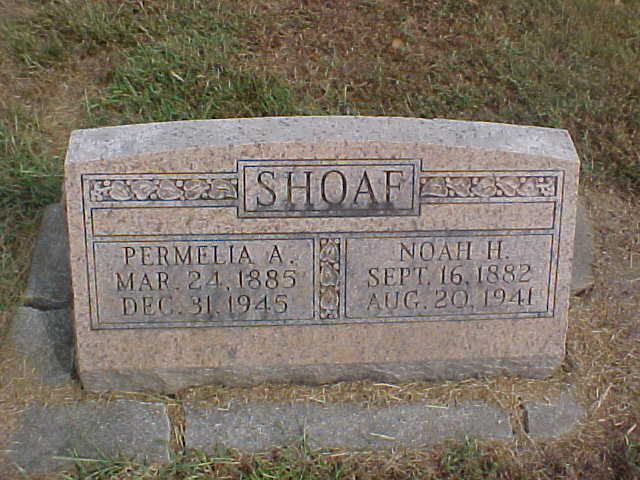 SHOAF
PERMELIA A.
MAR. 24, 1885
DEC. 31, 1945
NOAH H.
SEPT. 16, 1882
AUG. 20, 1941